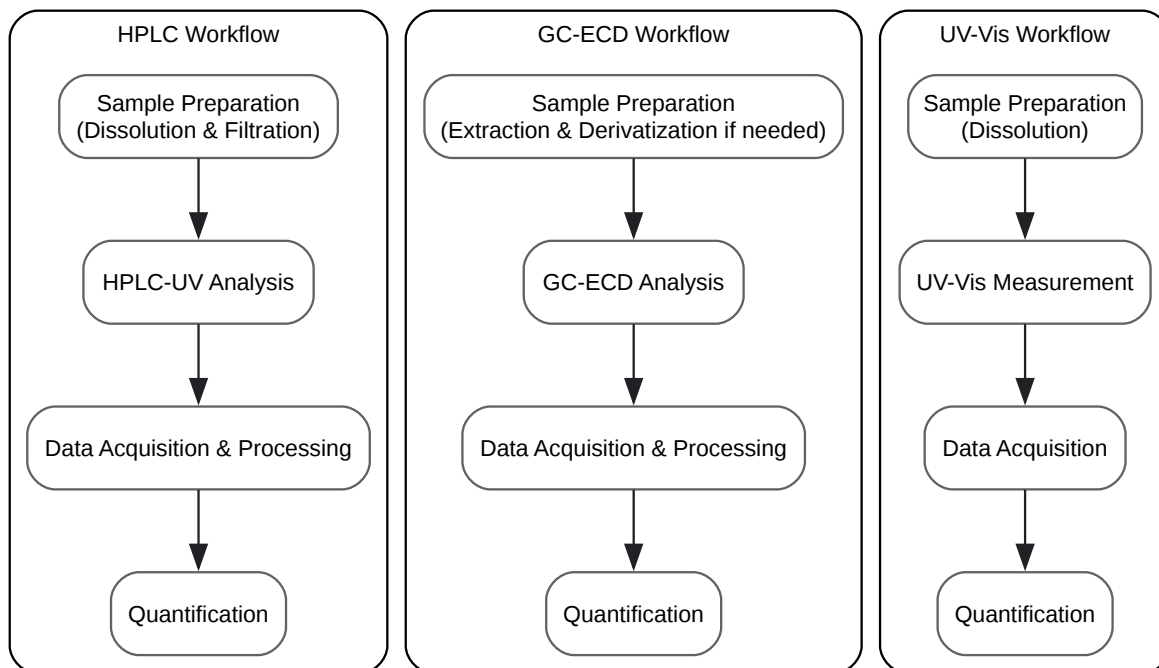 HPLC Workflow
Sample Preparation
(Dissolution & Filtration)
HPLC-UV Analysis
Data Acquisition & Processing
Quantification
GC-ECD Workflow
Sample Preparation
(Extraction & Derivatization if needed)
GC-ECD Analysis
Data Acquisition & Processing
Quantification
UV-Vis Workflow
Sample Preparation
(Dissolution)
UV-Vis Measurement
Data Acquisition
Quantification